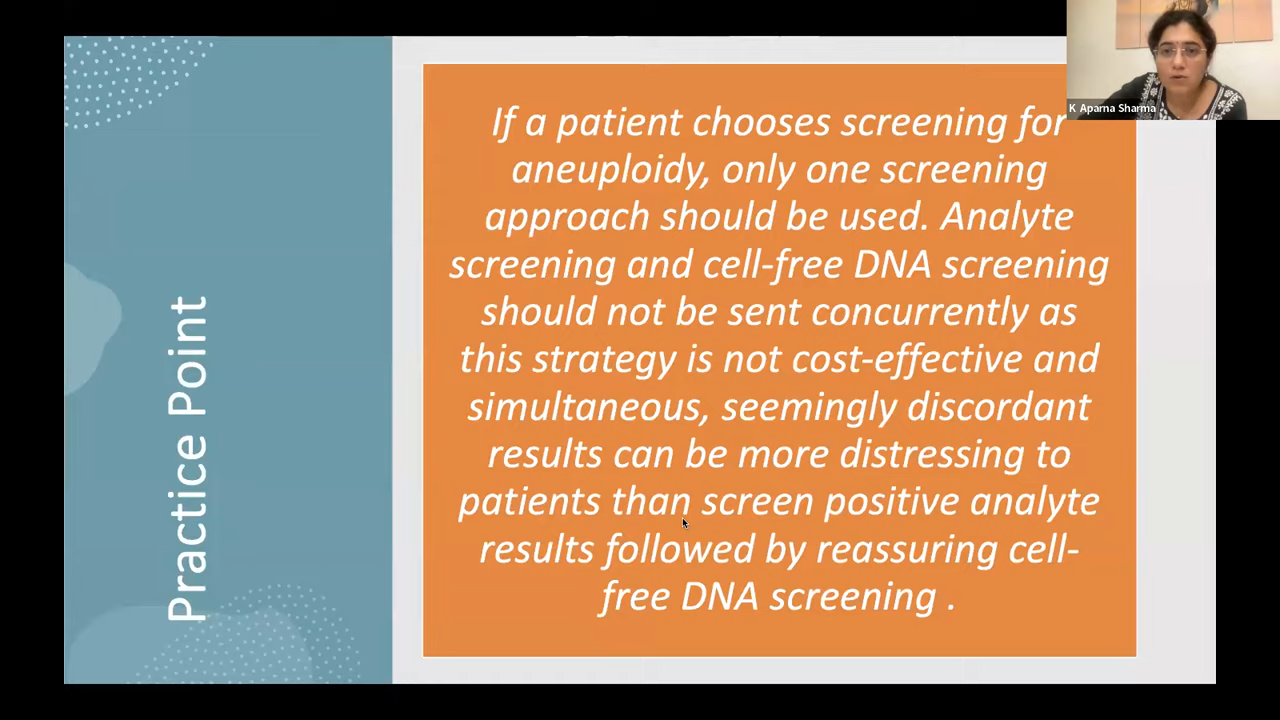 Practice Point
If a patient chooses screening for
aneuploidy, only one screening
approach should be used. Analyte
screening and cell-free DNA screening
should not be sent concurrently as
this strategy is not cost-effective and
simultaneous, seemingly discordant
results can be more distressing to
patients than screen positive analyte
results followed by reassuring cell-
free DNA screening .
K Aparna Sharma